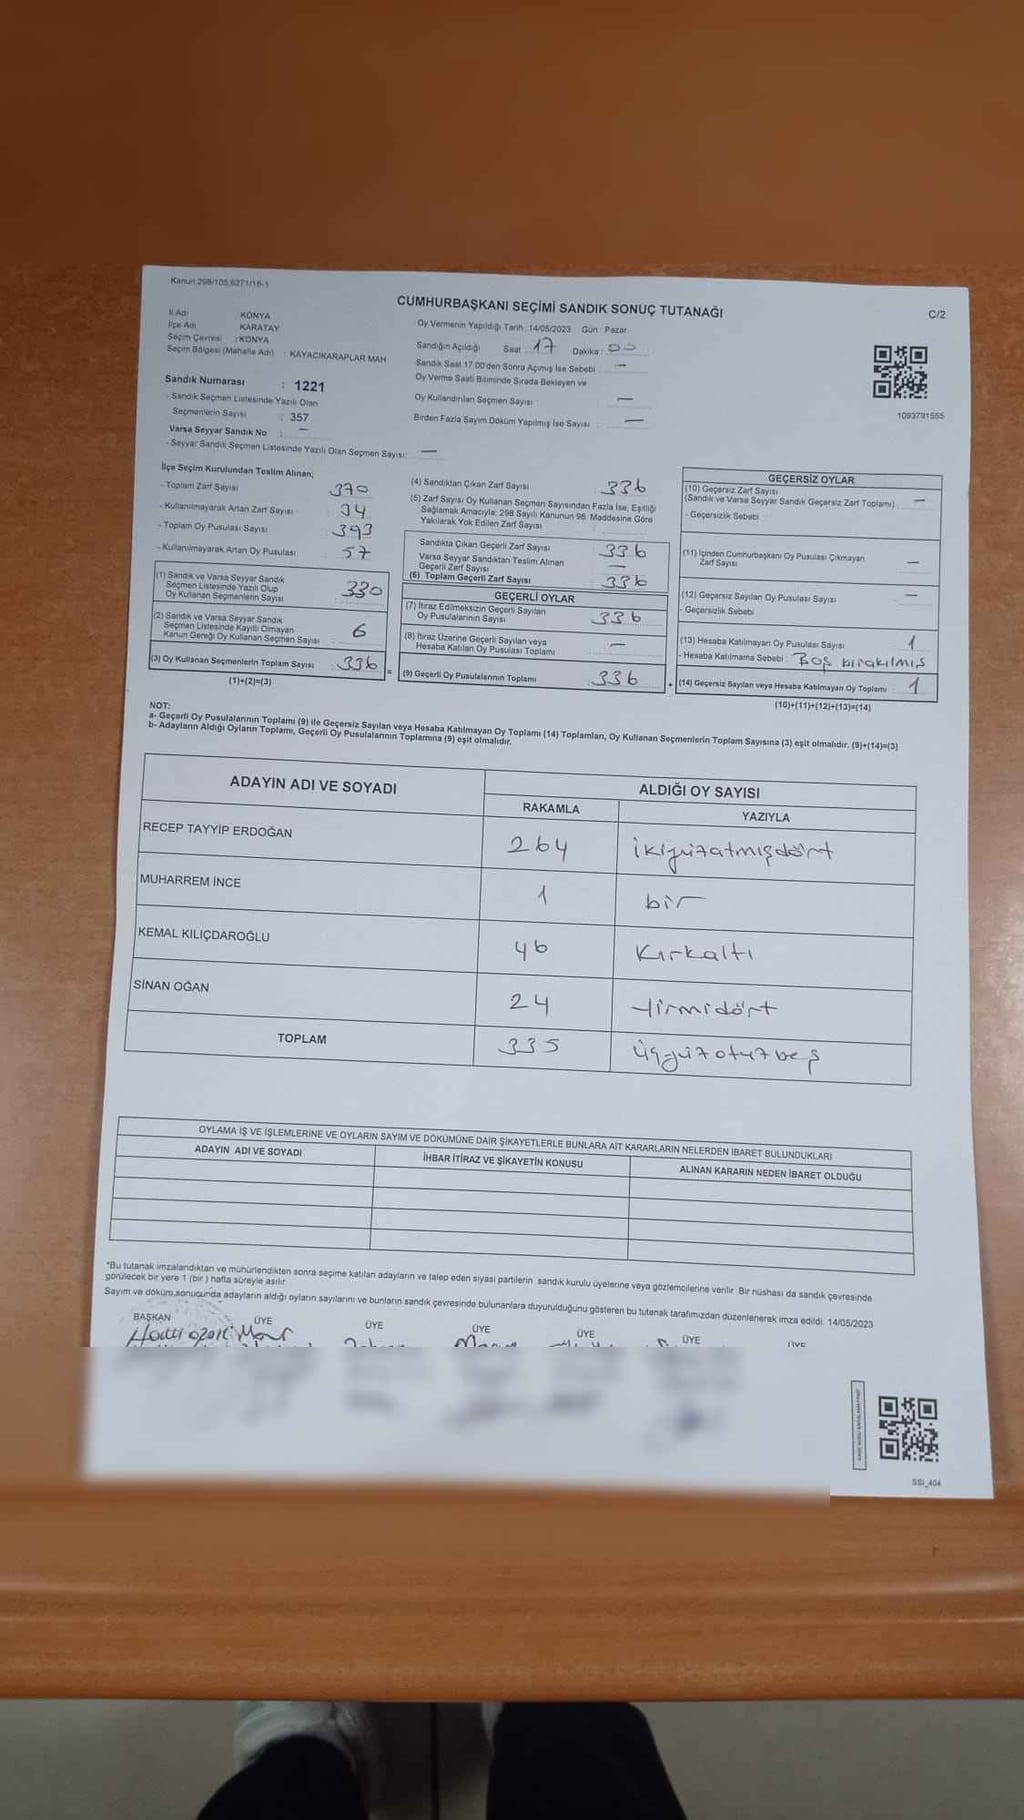 Kanun:298/105,6271/16-1
CUMHURBAŞKANI SEÇİMİ SANDIK SONUÇ TUTANAĞI
C/2
İl Adı KONYA
İlçe Adı KARATAY
Seçim Çevresi : KONYA
Seçim Bölgesi (Mahalle Adı) : KAYACIKARAPLAR MAH
Oy Vermenin Yapıldığı Tarih : 14/05/2023 Gün : Pazar
Sandığın Açıldığı Saat 17 Dakika : 00
Sandık Saat 17.00'den Sonra Açımış İse Sebebi —
Oy Verme Saati Bitiminde Sırada Bekleyen ve
Oy Kullandırılan Seçmen Sayısı —
Birden Fazla Sayım Döküm Yapılmış İse Sayısı : —
1093791555
Sandık Numarası : 1221
- Sandık Seçmen Listesinde Yazılı Olan
Seçmenlerin Sayısı : 357
Varsa Seyyar Sandık No : —
- Seyyar Sandık Seçmen Listesinde Yazılı Olan Seçmen Sayısı: —
İlçe Seçim Kurulundan Teslim Alınan;
- Toplam Zarf Sayısı 370
- Kullanılmayarak Artan Zarf Sayısı : 34
- Toplam Oy Pusulası Sayısı : 393
- Kullanılmayarak Artan Oy Pusulası : 57
(1) Sandık ve Varsa Seyyar Sandık
Seçmen Listesinde Yazılı Olup
Oy Kullanan Seçmenlerin Sayısı : 330
(2) Sandık ve Varsa Seyyar Sandık
Seçmen Listesinde Kayıtlı Olmayan
Kanun Gereği Oy Kullanan Seçmen Sayısı : 6
(3) Oy Kullanan Seçmenlerin Toplam Sayısı : 336
(1)+(2)=(3)
(4) Sandıktan Çıkan Zarf Sayısı : 336
(5) Zarf Sayısı Oy Kullanan Seçmen Sayısından Fazla İse, Eşitliği
Sağlamak Amacıyla; 298 Sayılı Kanunun 98. Maddesine Göre
Yakılarak Yok Edilen Zarf Sayısı
Sandıkta Çıkan Geçerli Zarf Sayısı : 336
Varsa Seyyar Sandıktan Teslim Alınan
Geçerli Zarf Sayısı : —
(6) Toplam Geçerli Zarf Sayısı : 336
GEÇERLİ OYLAR
(7) İtiraz Edilmeksizin Geçerli Sayılan
Oy Pusulalarının Sayısı : 336
(8) İtiraz Üzerine Geçerli Sayılan veya
Hesaba Katılan Oy Pusulası Toplamı : —
= (9) Geçerli Oy Pusulalarının Toplamı : 336
GEÇERSİZ OYLAR
(10) Geçersiz Zarf Sayısı
(Sandık ve Varsa Seyyar Sandık Geçersiz Zarf Toplamı) : —
- Geçersizlik Sebebi
(11) İçinden Cumhurbaşkanı Oy Pusulası Çıkmayan
Zarf Sayısı : —
(12) Geçersiz Sayılan Oy Pusulası Sayısı : —
- Geçersizlik Sebebi
(13) Hesaba Katılmayan Oy Pusulası Sayısı : 1
- Hesaba Katılmama Sebebi : Boş bırakılmış
+ (14) Geçersiz Sayılan veya Hesaba Katılmayan Oy Toplamı : 1
(10)+(11)+(12)+(13)=(14)
NOT:
a- Geçerli Oy Pusulalarının Toplamı (9) ile Geçersiz Sayılan veya Hesaba Katılmayan Oy Toplamı (14) Toplamları, Oy Kullanan Seçmenlerin Toplam Sayısına (3) eşit olmalıdır. (9)+(14)=(3)
b- Adayların Aldığı Oyların Toplamı, Geçerli Oy Pusulalarının Toplamına (9) eşit olmalıdır.
ADAYIN ADI VE SOYADI
ALDIĞI OY SAYISI
RAKAMLA YAZIYLA
RECEP TAYYİP ERDOĞAN 264 ikiyüzatmışdört
MUHARREM İNCE 1 bir
KEMAL KILIÇDAROĞLU 46 Kırkaltı
SİNAN OĞAN 24 Yirmidört
TOPLAM 335 Üçyüzotuzbeş
OYLAMA İŞ VE İŞLEMLERİNE VE OYLARIN SAYIM VE DÖKÜMÜNE DAİR ŞİKAYETLERLE BUNLARA AİT KARARLARIN NELERDEN İBARET BULUNDUKLARI
ADAYIN ADI VE SOYADI İHBAR İTİRAZ VE ŞİKAYETİN KONUSU ALINAN KARARIN NEDEN İBARET OLDUĞU
*Bu tutanak imzalandıktan ve mühürlendikten sonra seçime katılan adayların ve talep eden siyasi partilerin sandık kurulu üyelerine veya gözlemcilerine verilir. Bir nüshası da sandık çevresinde
görülecek bir yere 1 (bir ) hafta süreyle asılır.
Sayım ve döküm sonucunda adayların aldığı oyların sayılarını ve bunların sandık çevresinde bulunanlara duyurulduğunu gösteren bu tutanak tarafımızdan düzenlenerek imza edildi. 14/05/2023
BAŞKAN ÜYE ÜYE ÜYE ÜYE ÜYE ÜYE
SSI_404